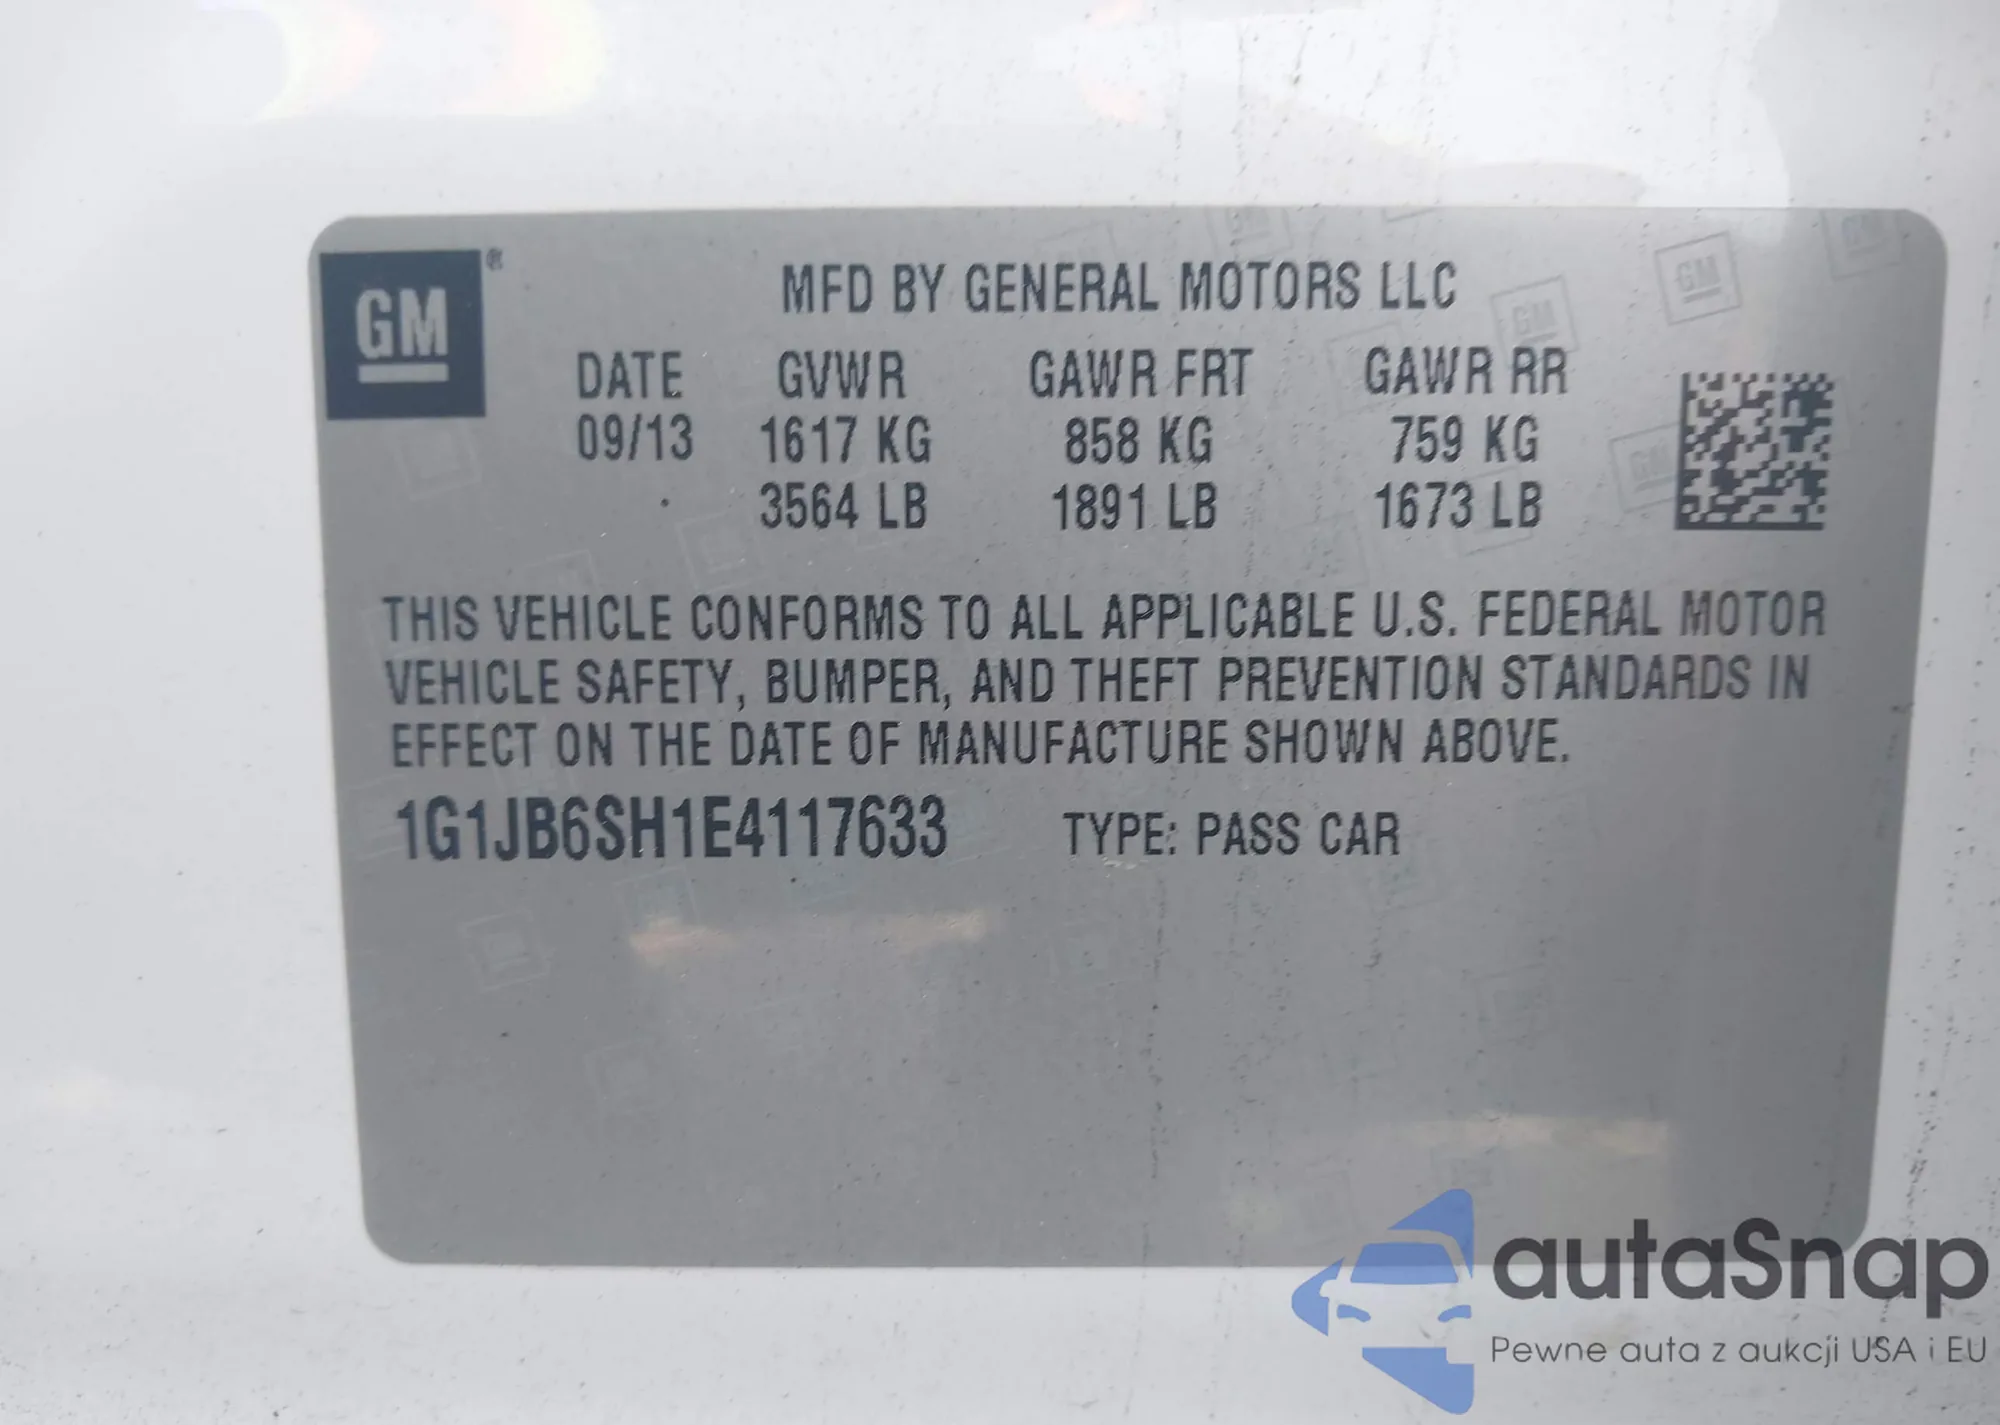 GM®
MFD BY GENERAL MOTORS LLC
DATE GVWR GAWR FRT GAWR RR
09/13 1617 KG 858 KG 759 KG
3564 LB 1891 LB 1673 LB
THIS VEHICLE CONFORMS TO ALL APPLICABLE U.S. FEDERAL MOTOR
VEHICLE SAFETY, BUMPER, AND THEFT PREVENTION STANDARDS IN
EFFECT ON THE DATE OF MANUFACTURE SHOWN ABOVE.
1G1JB6SH1E4117633 TYPE: PASS CAR
autaSnap
Pewne auta z aukcji USA i EU